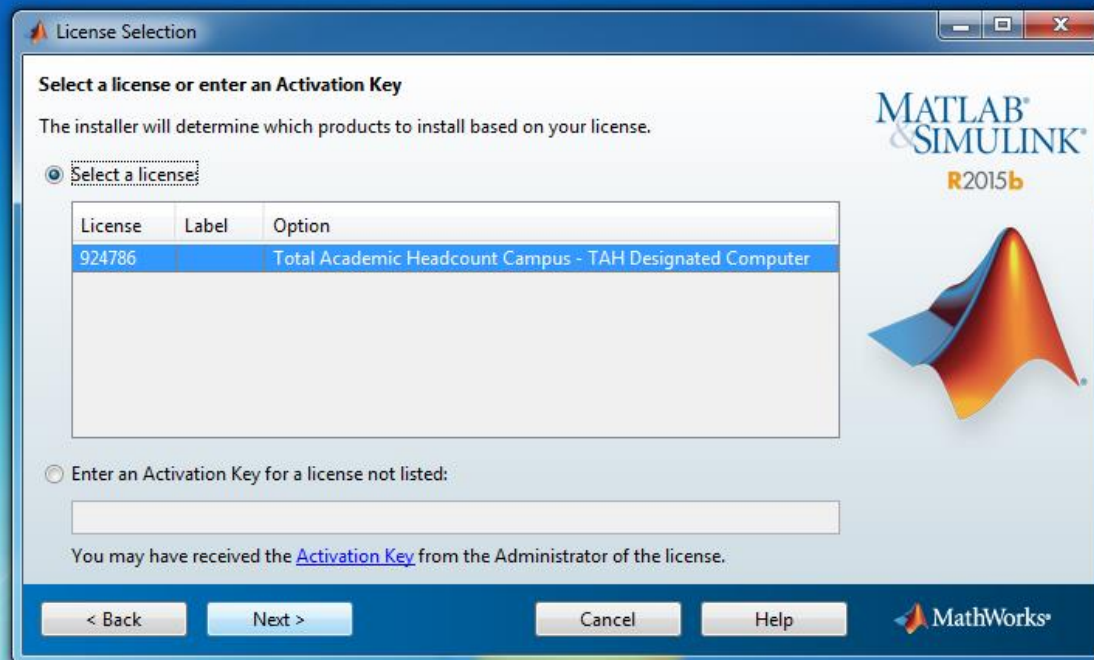 License Selection
Select a license or enter an Activation Key
The installer will determine which products to install based on your license.
MATLAB®
&SIMULINK®
R2015b
Select a license:
License Label Option
924786 Total Academic Headcount Campus - TAH Designated Computer
Enter an Activation Key for a license not listed:
You may have received the Activation Key from the Administrator of the license.
< Back Next > Cancel Help MathWorks®